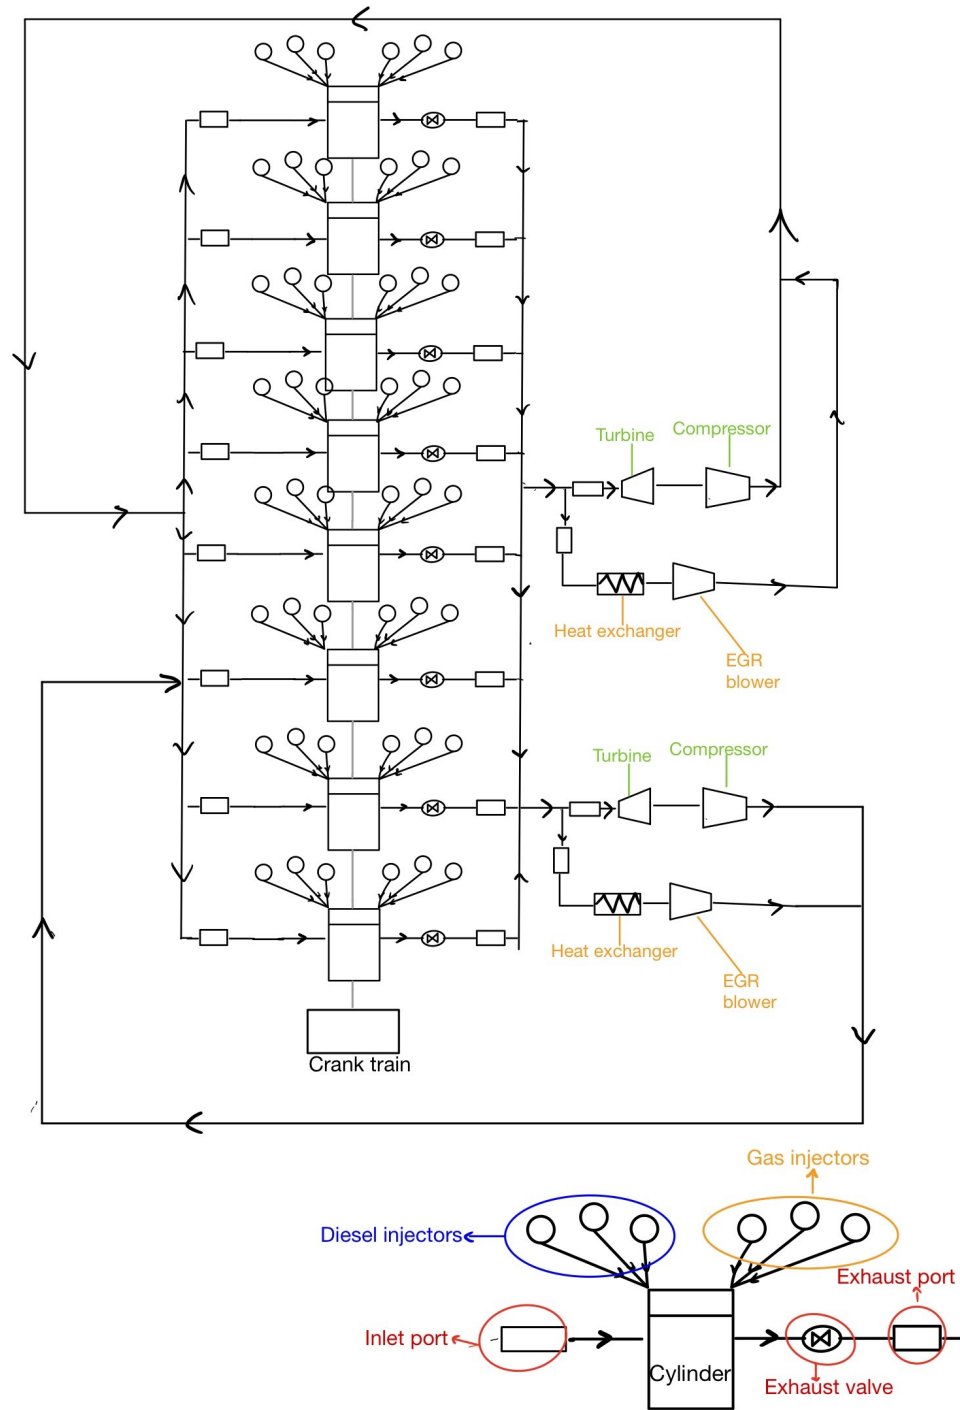 Turbine
Compressor
Heat exchanger
EGR
blower
Turbine
Compressor
Heat exchanger
EGR
blower
Crank train
Gas injectors
Diesel injectors
Exhaust port
Inlet port
Cylinder
Exhaust valve